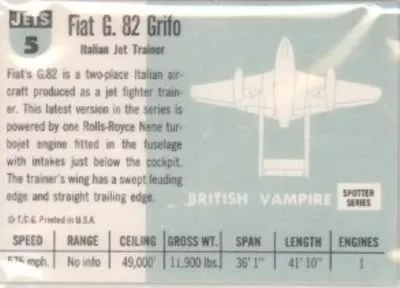 JETS
5
Fiat G. 82 Grifo
Italian Jet Trainer
Fiat's G.82 is a two-place Italian air-
craft produced as a jet fighter train-
er. This latest version in the series is
powered by one Rolls-Royce Nene tur-
bojet engine fitted in the fuselage
with intakes just below the cockpit.
The trainer's wing has a swept leading
edge and straight trailing edge.
© T.C.G. Printed in U.S.A.
BRITISH VAMPIRE
SPOTTER
SERIES
SPEED RANGE CEILING GROSS WT. SPAN LENGTH ENGINES
575 mph. No info 49,000' 11,900 lbs. 36' 1" 41' 10" 1